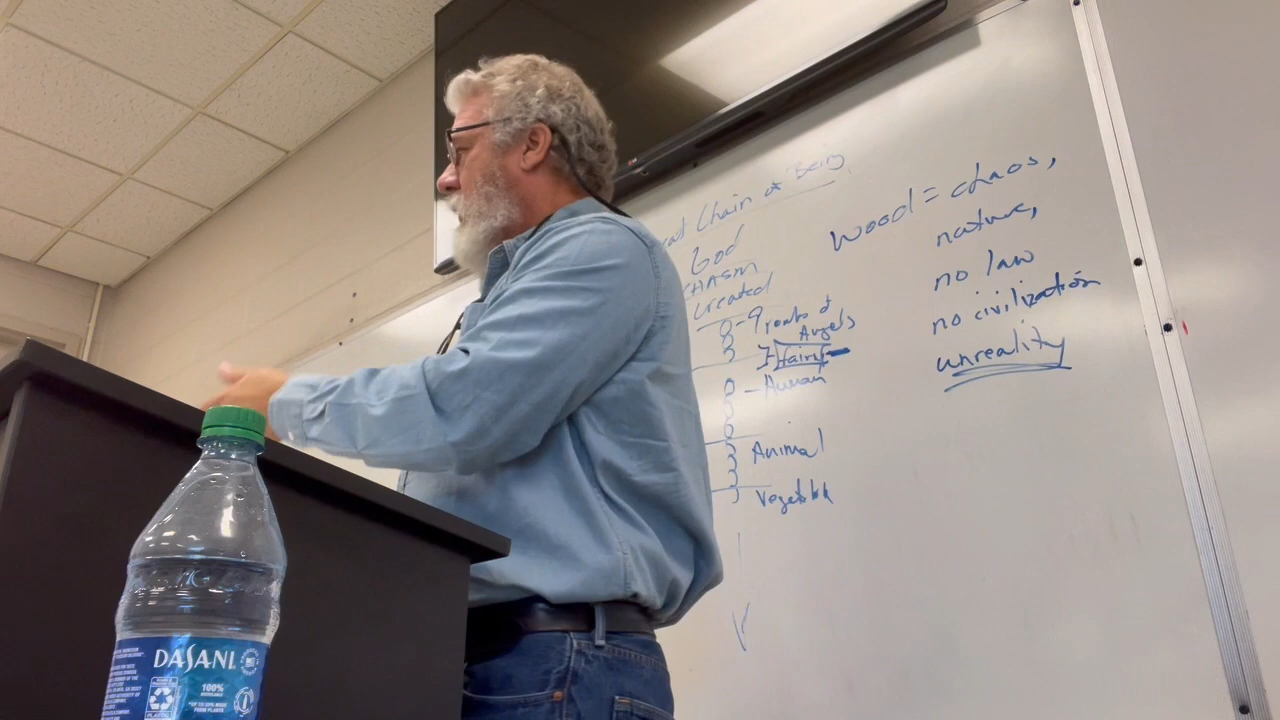 Chain of Being
God
CHASM
created
9 ranks of
Angels
Fairy
Human
Animal
Vegetable
wood = chaos,
nature,
no law
no civilization
unreality
DASANI
100%